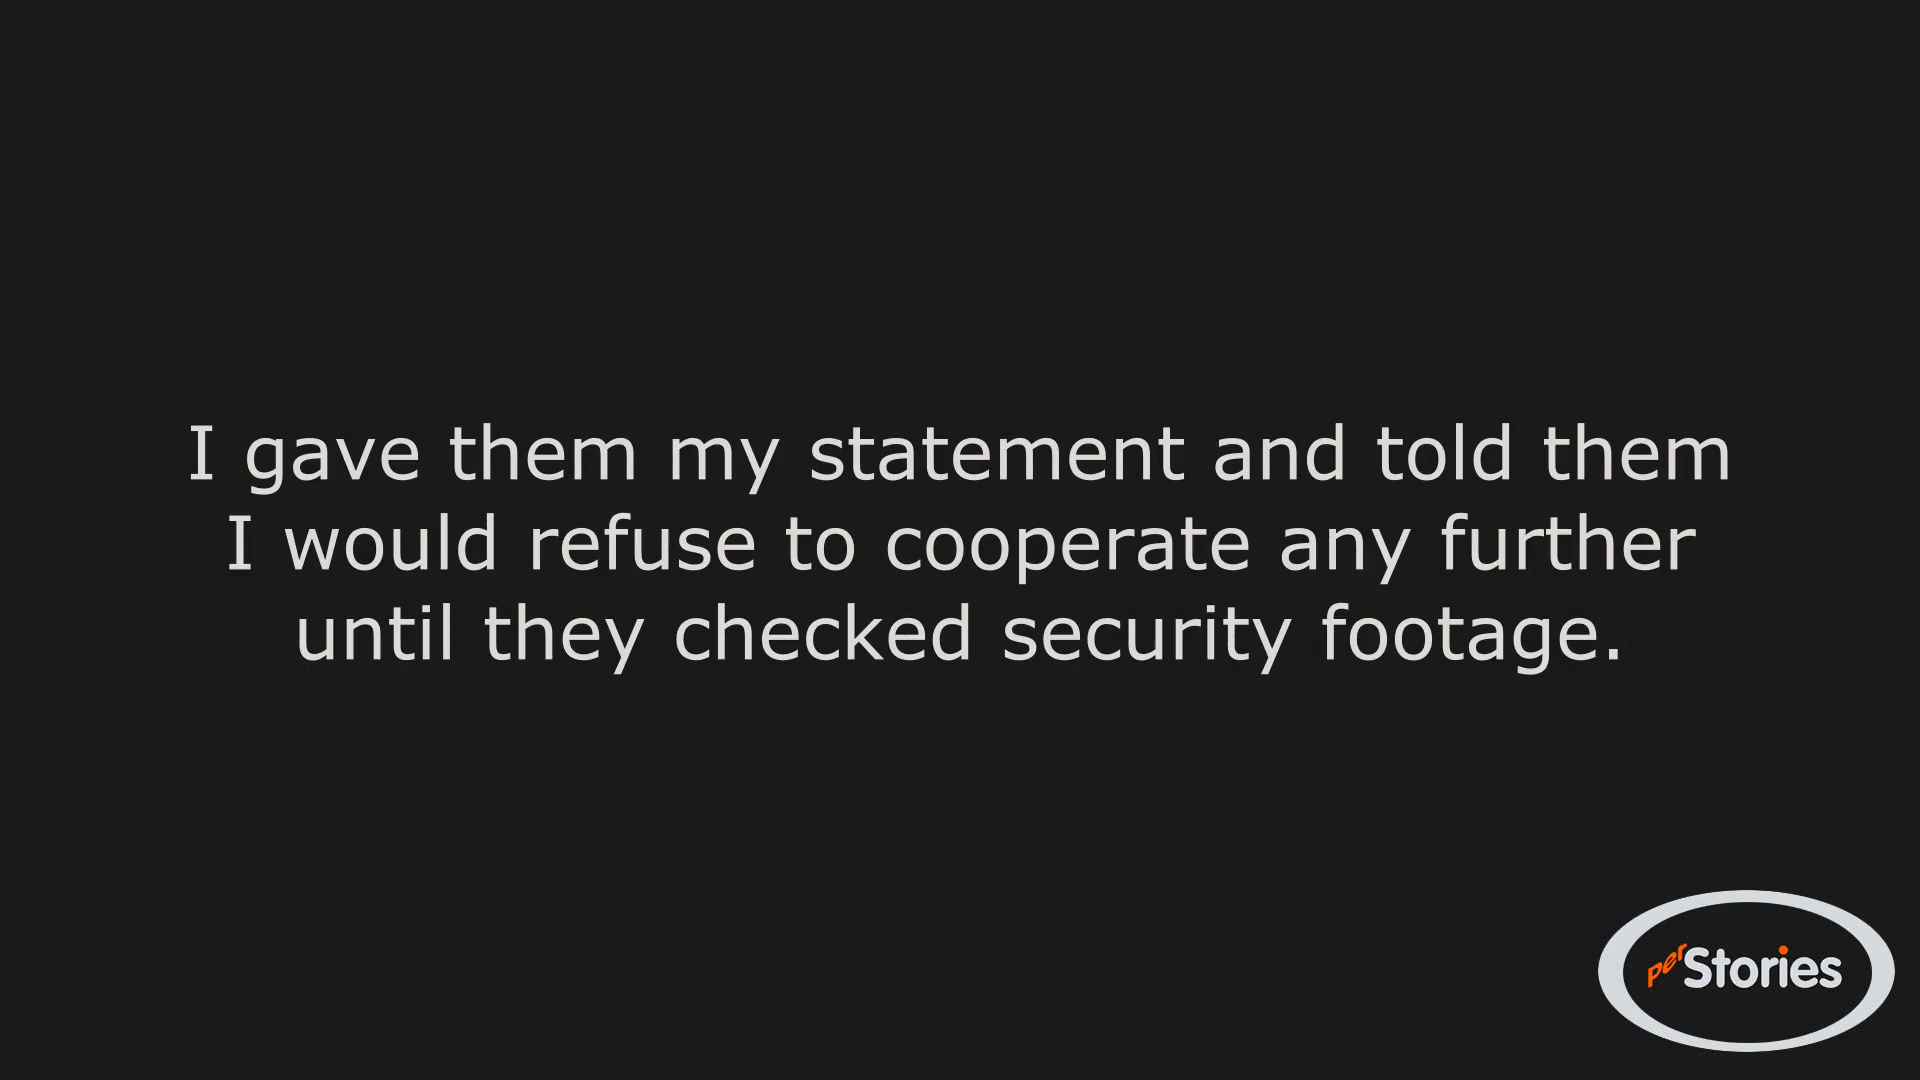 I gave them my statement and told them
I would refuse to cooperate any further
until they checked security footage.
perStories